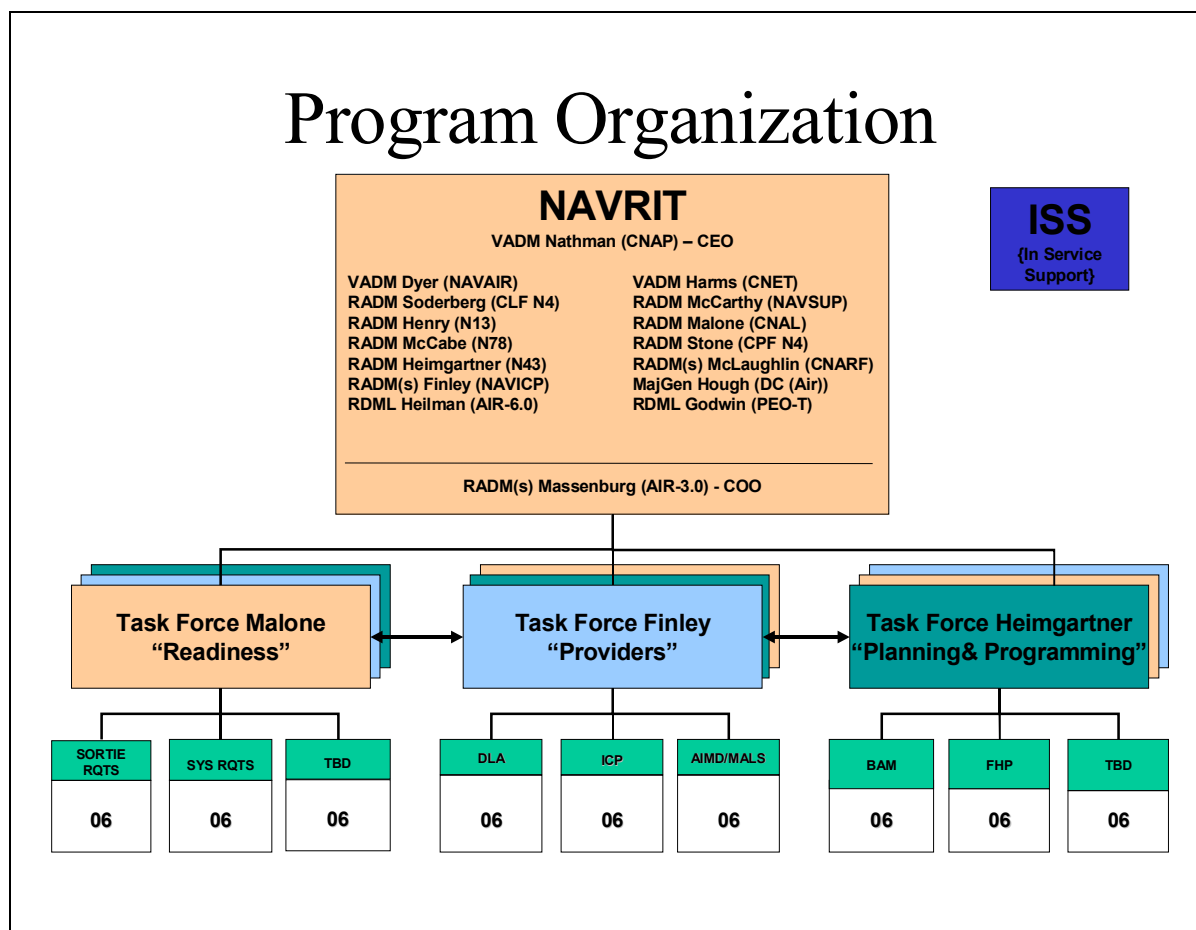 Program Organization
NAVRIT
VADM Nathman (CNAP) – CEO
VADM Dyer (NAVAIR)
RADM Soderberg (CLF N4)
RADM Henry (N13)
RADM McCabe (N78)
RADM Heimgartner (N43)
RADM(s) Finley (NAVICP)
RDML Heilman (AIR-6.0)
VADM Harms (CNET)
RADM McCarthy (NAVSUP)
RADM Malone (CNAL)
RADM Stone (CPF N4)
RADM(s) McLaughlin (CNARF)
MajGen Hough (DC (Air))
RDML Godwin (PEO-T)
RADM(s) Massenburg (AIR-3.0) - COO
ISS
{In Service
Support}
Task Force Malone
“Readiness”
Task Force Finley
“Providers”
Task Force Heimgartner
“Planning& Programming”
SORTIE
RQTS
06
SYS RQTS
06
TBD
06
DLA
06
ICP
06
AIMD/MALS
06
BAM
06
FHP
06
TBD
06